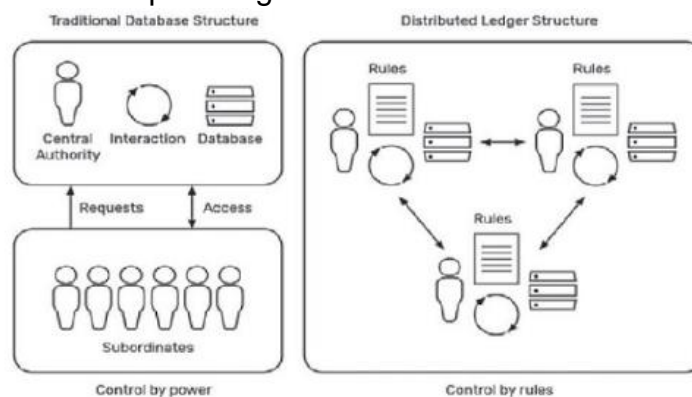 Traditional Database Structure
Central
Authority
Interaction
Database
Requests
Access
Subordinates
Control by power
Distributed Ledger Structure
Rules
Rules
Rules
Control by rules